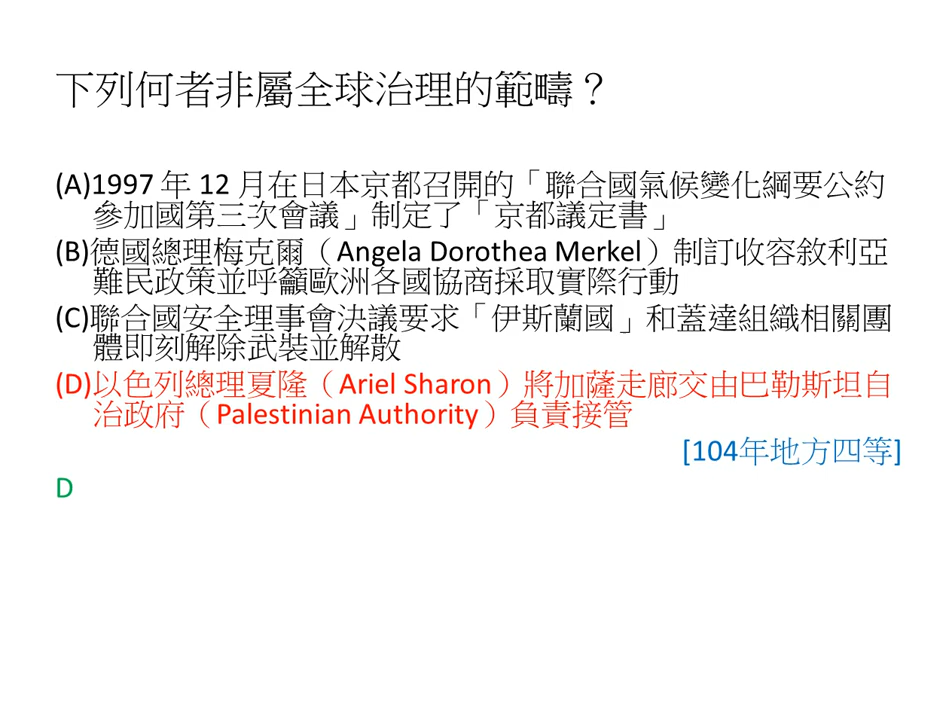 下列何者非屬全球治理的範疇？
(A)1997 年 12 月在日本京都召開的「聯合國氣候變化綱要公約
參加國第三次會議」制定了「京都議定書」
(B)德國總理梅克爾（Angela Dorothea Merkel）制訂收容敘利亞
難民政策並呼籲歐洲各國協商採取實際行動
(C)聯合國安全理事會決議要求「伊斯蘭國」和蓋達組織相關團
體即刻解除武裝並解散
(D)以色列總理夏隆（Ariel Sharon）將加薩走廊交由巴勒斯坦自
治政府（Palestinian Authority）負責接管
[104年地方四等]
D